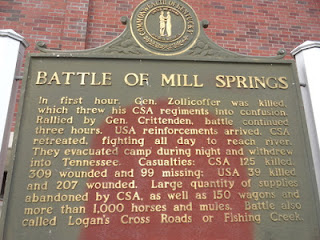 BATTLE OF MILL SPRINGS
In first hour, Gen. Zollicoffer was killed,
which threw his CSA regiments into confusion.
Rallied by Gen. Crittenden, battle continued
three hours. USA reinforcements arrived. CSA
retreated, fighting all day to reach river.
They evacuated camp during night and withdrew
into Tennessee. Casualties: CSA 125 killed,
309 wounded and 99 missing; USA 39 killed
and 207 wounded. Large quantity of supplies
abandoned by CSA, as well as 150 wagons and
more than 1,000 horses and mules. Battle also
called Logan's Cross Roads or Fishing Creek.